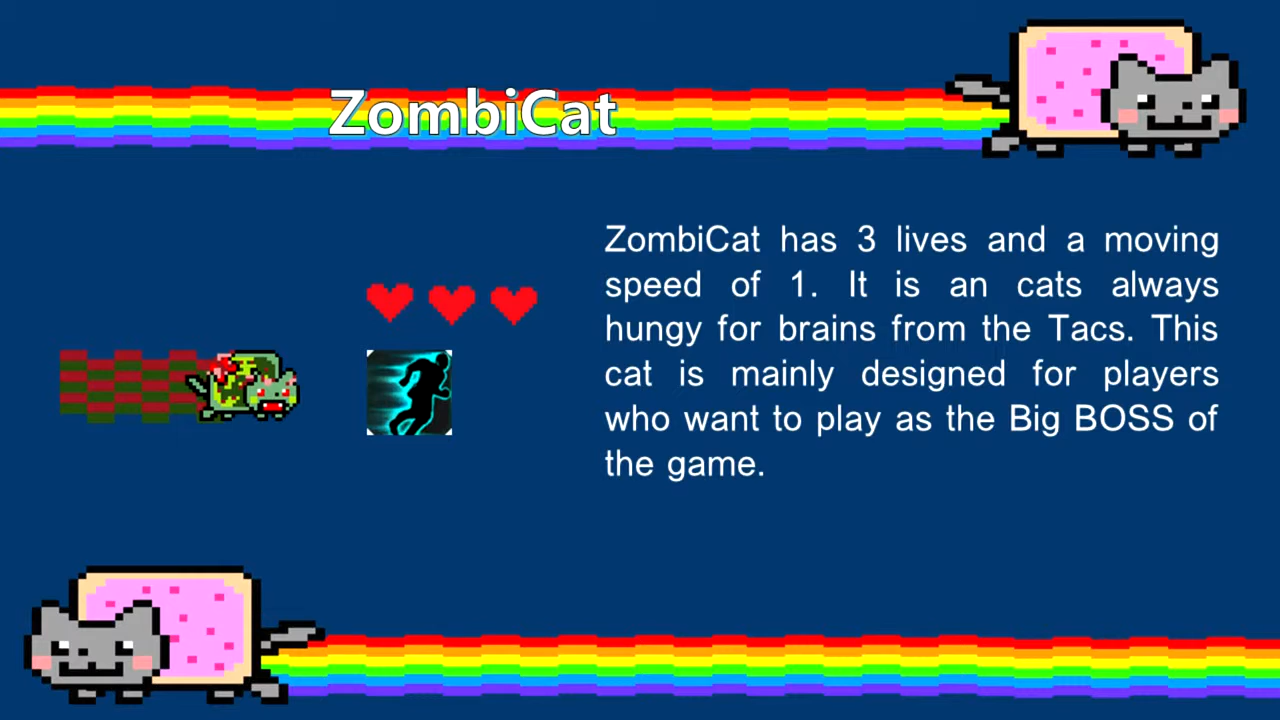 ZombiCat
ZombiCat has 3 lives and a moving
speed of 1. It is an cats always
hungy for brains from the Tacs. This
cat is mainly designed for players
who want to play as the Big BOSS of
the game.